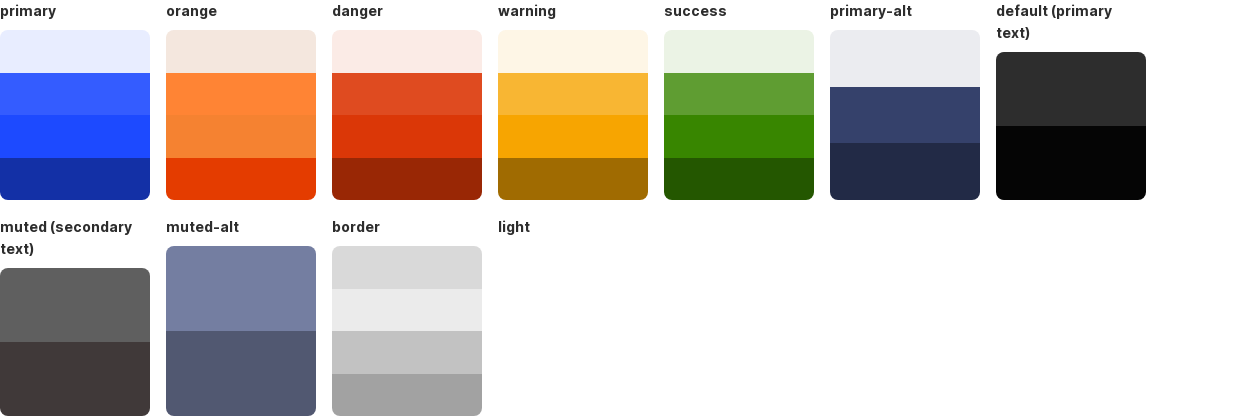 primary
orange
danger
warning
success
primary-alt
default (primary
text)
muted (secondary
text)
muted-alt
border
light